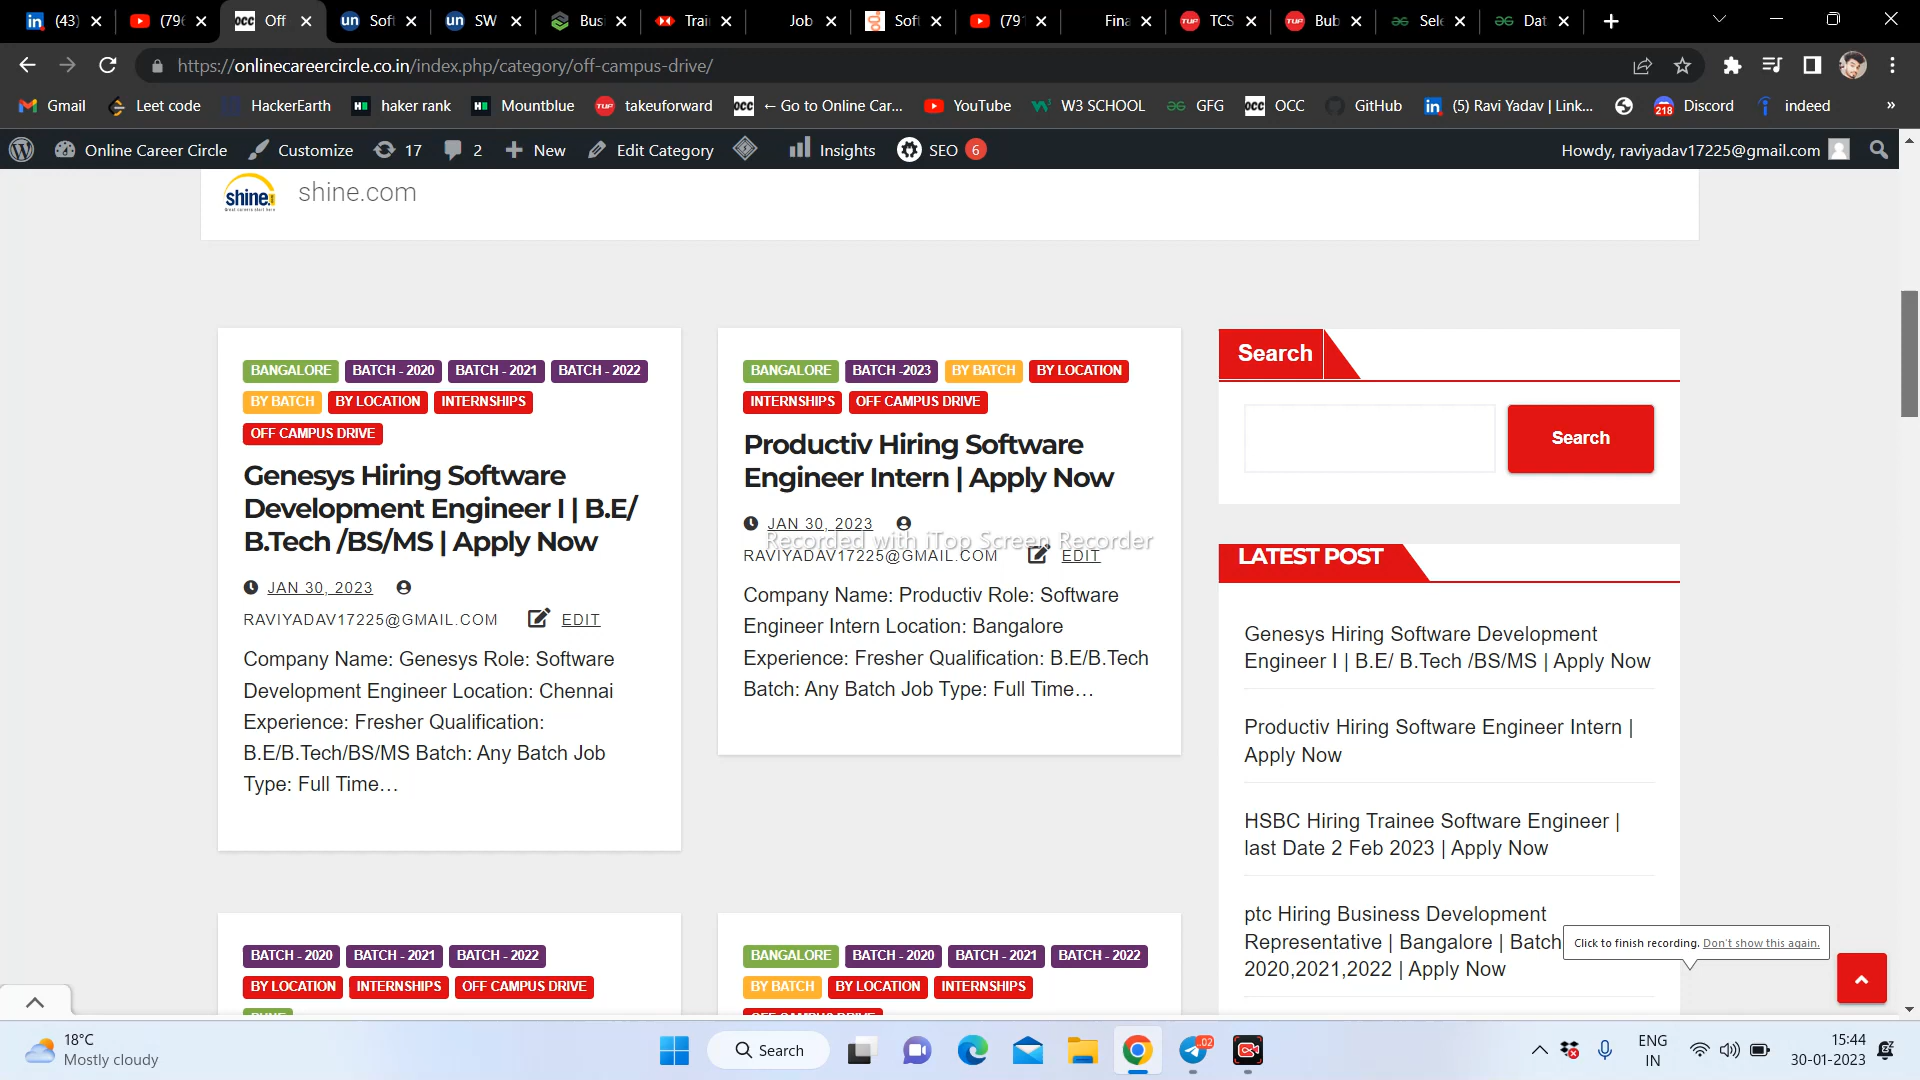 (43)
(79
Off
Soft
SW
Busi
Trai
Job
Soft
(79
Fina
TCS
Bub
Sele
Dat
https://onlinecareercircle.co.in/index.php/category/off-campus-drive/
Gmail
Leet code
HackerEarth
haker rank
Mountblue
takeuforward
← Go to Online Car...
YouTube
W3 SCHOOL
GFG
OCC
GitHub
(5) Ravi Yadav | Link...
Discord
indeed
»
Online Career Circle
Customize
17
2
New
Edit Category
Insights
SEO 6
Howdy, raviyadav17225@gmail.com
shine.com
BANGALORE BATCH - 2020 BATCH - 2021 BATCH - 2022
BY BATCH BY LOCATION INTERNSHIPS
OFF CAMPUS DRIVE
Genesys Hiring Software
Development Engineer I | B.E/
B.Tech /BS/MS | Apply Now
JAN 30, 2023
RAVIYADAV17225@GMAIL.COM EDIT
Company Name: Genesys Role: Software
Development Engineer Location: Chennai
Experience: Fresher Qualification:
B.E/B.Tech/BS/MS Batch: Any Batch Job
Type: Full Time…
BANGALORE BATCH -2023 BY BATCH BY LOCATION
INTERNSHIPS OFF CAMPUS DRIVE
Productiv Hiring Software
Engineer Intern | Apply Now
JAN 30, 2023
Recorded with iTop Screen Recorder
RAVIYADAV17225@GMAIL.COM EDIT
Company Name: Productiv Role: Software
Engineer Intern Location: Bangalore
Experience: Fresher Qualification: B.E/B.Tech
Batch: Any Batch Job Type: Full Time…
Search
Search
LATEST POST
Genesys Hiring Software Development
Engineer I | B.E/ B.Tech /BS/MS | Apply Now
Productiv Hiring Software Engineer Intern |
Apply Now
HSBC Hiring Trainee Software Engineer |
last Date 2 Feb 2023 | Apply Now
ptc Hiring Business Development
Representative | Bangalore | Batch
2020,2021,2022 | Apply Now
Click to finish recording. Don't show this again.
BATCH - 2020 BATCH - 2021 BATCH - 2022
BY LOCATION INTERNSHIPS OFF CAMPUS DRIVE
BANGALORE BATCH - 2020 BATCH - 2021 BATCH - 2022
BY BATCH BY LOCATION INTERNSHIPS
OFF CAMPUS DRIVE
18°C
Mostly cloudy
Search
ENG
IN
15:44
30-01-2023